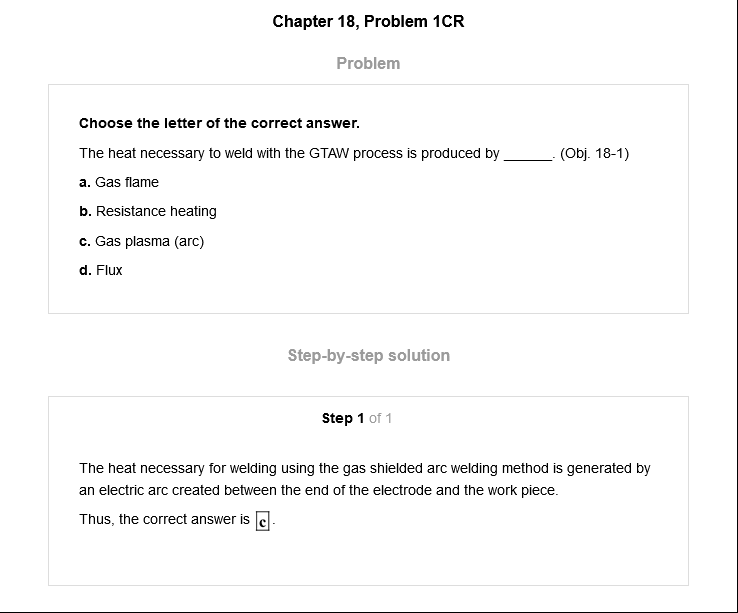 Chapter 18, Problem 1CR
Problem
Choose the letter of the correct answer.
The heat necessary to weld with the GTAW process is produced by ______. (Obj. 18-1)
a. Gas flame
b. Resistance heating
c. Gas plasma (arc)
d. Flux
Step-by-step solution
Step 1 of 1
The heat necessary for welding using the gas shielded arc welding method is generated by
an electric arc created between the end of the electrode and the work piece.
Thus, the correct answer is c.